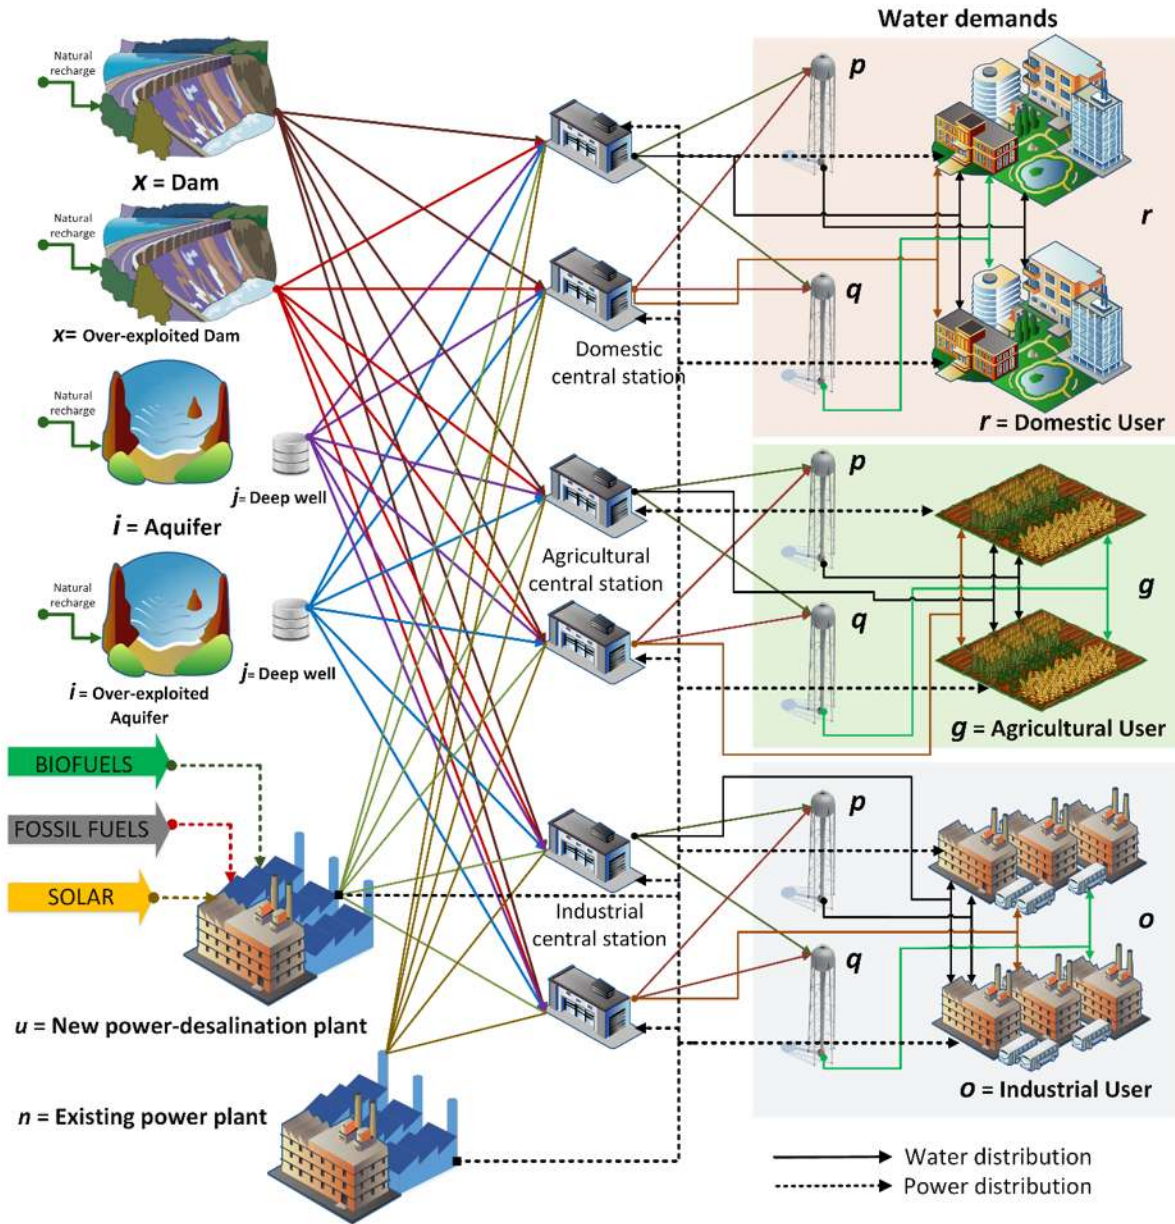 Water demands
Natural
recharge
x = Dam
p
r
Natural
recharge
x= Over-exploited Dam
q
Domestic
central station
r = Domestic User
Natural
recharge
j= Deep well
i = Aquifer
p
Agricultural
central station
g
Natural
recharge
q
j= Deep well
i = Over-exploited
Aquifer
g = Agricultural User
BIOFUELS
FOSSIL FUELS
SOLAR
p
Industrial
central station
o
q
u = New power-desalination plant
o = Industrial User
n = Existing power plant
Water distribution
Power distribution